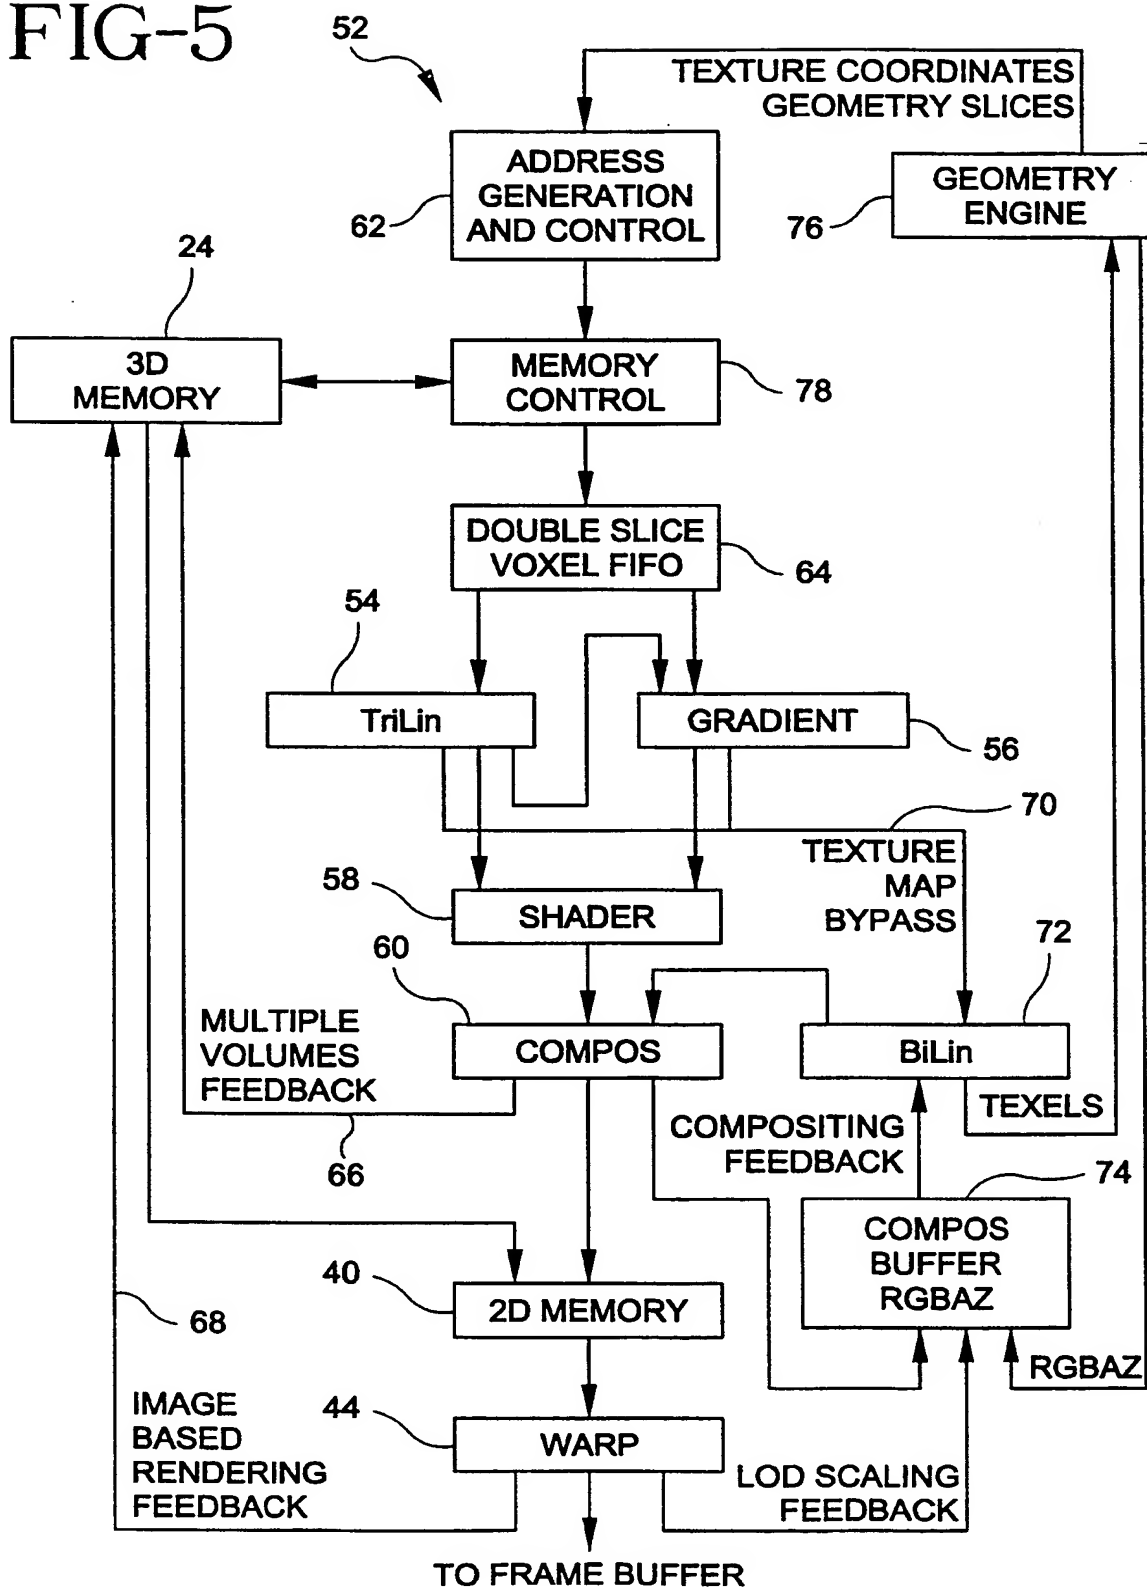 FIG-5
52
TEXTURE COORDINATES
GEOMETRY SLICES
ADDRESS
GENERATION
AND CONTROL
62
GEOMETRY
ENGINE
76
24
3D
MEMORY
MEMORY
CONTROL
78
DOUBLE SLICE
VOXEL FIFO
64
54
TriLin
GRADIENT
56
70
TEXTURE
MAP
BYPASS
58
SHADER
60
72
MULTIPLE
VOLUMES
FEEDBACK
COMPOS
BiLin
TEXELS
66
COMPOSITING
FEEDBACK
74
COMPOS
BUFFER
RGBAZ
40
2D MEMORY
68
RGBAZ
IMAGE
BASED
RENDERING
FEEDBACK
44
WARP
LOD SCALING
FEEDBACK
TO FRAME BUFFER